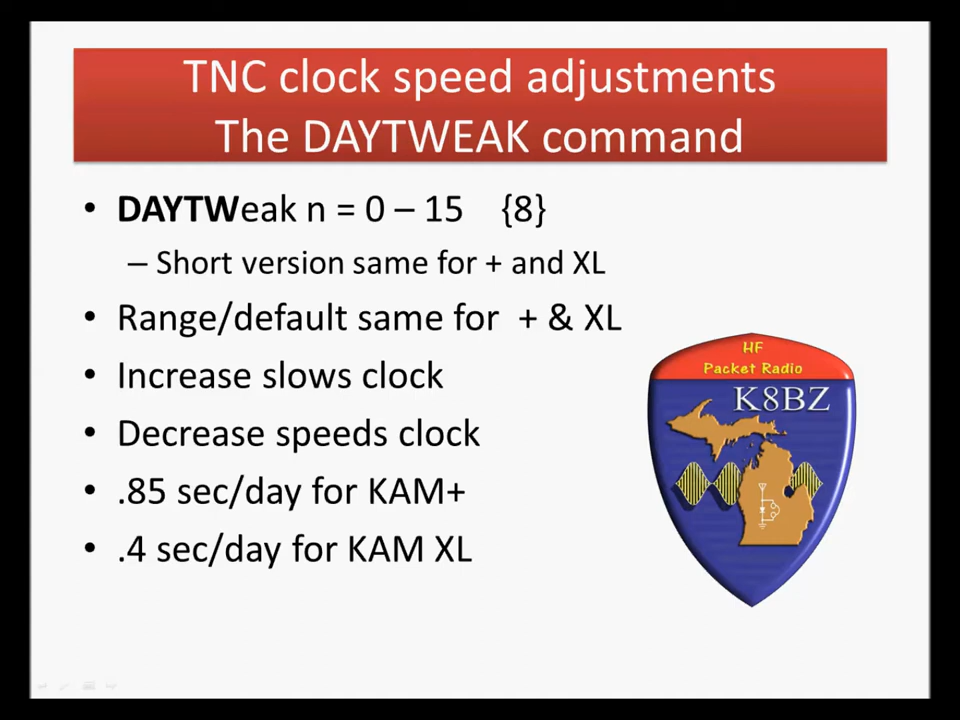 TNC clock speed adjustments
The DAYTWEAK command
• DAYTWeak n = 0 – 15 {8}
– Short version same for + and XL
• Range/default same for + & XL
• Increase slows clock
• Decrease speeds clock
• .85 sec/day for KAM+
• .4 sec/day for KAM XL
HF
Packet Radio
K8BZ